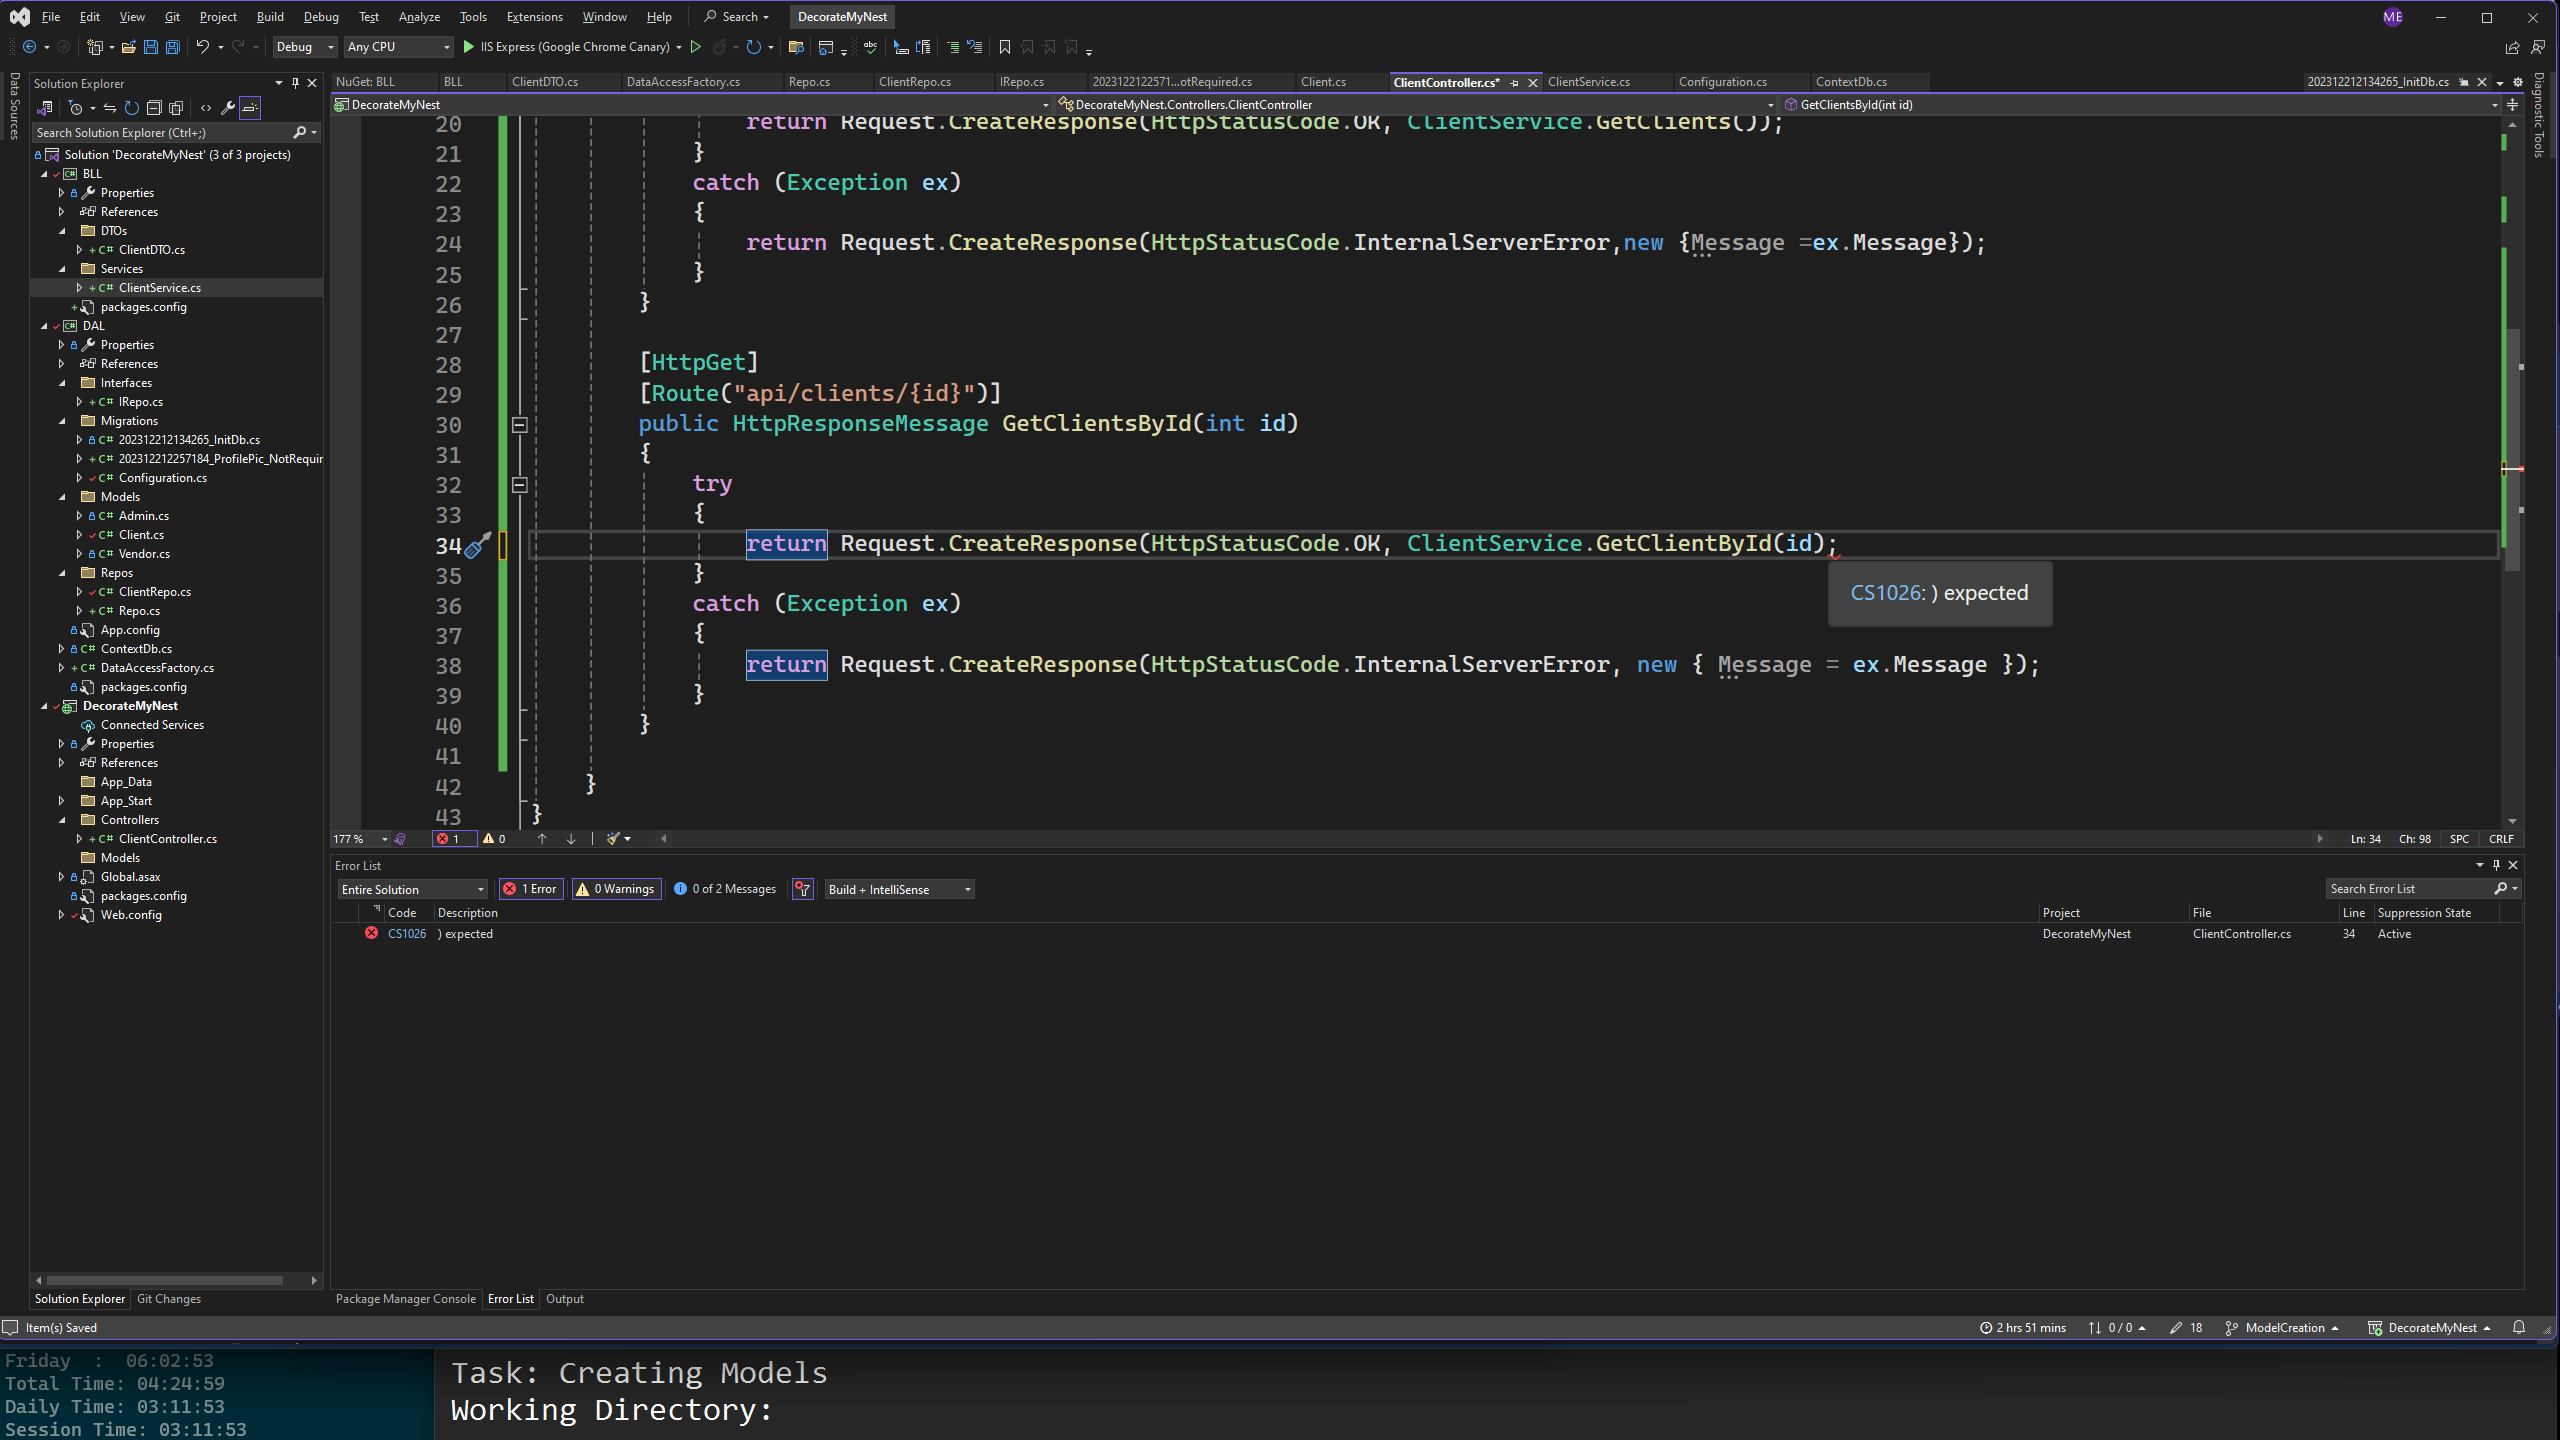 File Edit View Git Project Build Debug Test Analyze Tools Extensions Window Help Search DecorateMyNest ME
Debug Any CPU IIS Express (Google Chrome Canary)
Data Sources
Solution Explorer
Search Solution Explorer (Ctrl+;)
Solution 'DecorateMyNest' (3 of 3 projects)
BLL
Properties
References
DTOs
ClientDTO.cs
Services
ClientService.cs
packages.config
DAL
Properties
References
Interfaces
IRepo.cs
Migrations
202312212134265_InitDb.cs
202312212257184_ProfilePic_NotRequir
Configuration.cs
Models
Admin.cs
Client.cs
Vendor.cs
Repos
ClientRepo.cs
Repo.cs
App.config
ContextDb.cs
DataAccessFactory.cs
packages.config
DecorateMyNest
Connected Services
Properties
References
App_Data
App_Start
Controllers
ClientController.cs
Models
Global.asax
packages.config
Web.config
Solution Explorer Git Changes
NuGet: BLL BLL ClientDTO.cs DataAccessFactory.cs Repo.cs ClientRepo.cs IRepo.cs 2023122122571...otRequired.cs Client.cs ClientController.cs* ClientService.cs Configuration.cs ContextDb.cs 202312212134265_InitDb.cs
DecorateMyNest DecorateMyNest.Controllers.ClientController GetClientsById(int id)
20 return Request.CreateResponse(HttpStatusCode.OK, ClientService.GetClients());
21 }
22 catch (Exception ex)
23 {
24 return Request.CreateResponse(HttpStatusCode.InternalServerError,new {Message =ex.Message});
25 }
26 }
27
28 [HttpGet]
29 [Route("api/clients/{id}")]
30 public HttpResponseMessage GetClientsById(int id)
31 {
32 try
33 {
34 return Request.CreateResponse(HttpStatusCode.OK, ClientService.GetClientById(id);
35 }
CS1026: ) expected
36 catch (Exception ex)
37 {
38 return Request.CreateResponse(HttpStatusCode.InternalServerError, new { Message = ex.Message });
39 }
40 }
41
42 }
43 }
177 % 1 0 Ln: 34 Ch: 98 SPC CRLF
Diagnostic Tools
Error List
Entire Solution 1 Error 0 Warnings 0 of 2 Messages Build + IntelliSense Search Error List
Code Description Project File Line Suppression State
CS1026 ) expected DecorateMyNest ClientController.cs 34 Active
Package Manager Console Error List Output
Item(s) Saved 2 hrs 51 mins 0 / 0 18 ModelCreation DecorateMyNest
Friday : 06:02:53
Total Time: 04:24:59
Daily Time: 03:11:53
Session Time: 03:11:53
Task: Creating Models
Working Directory: